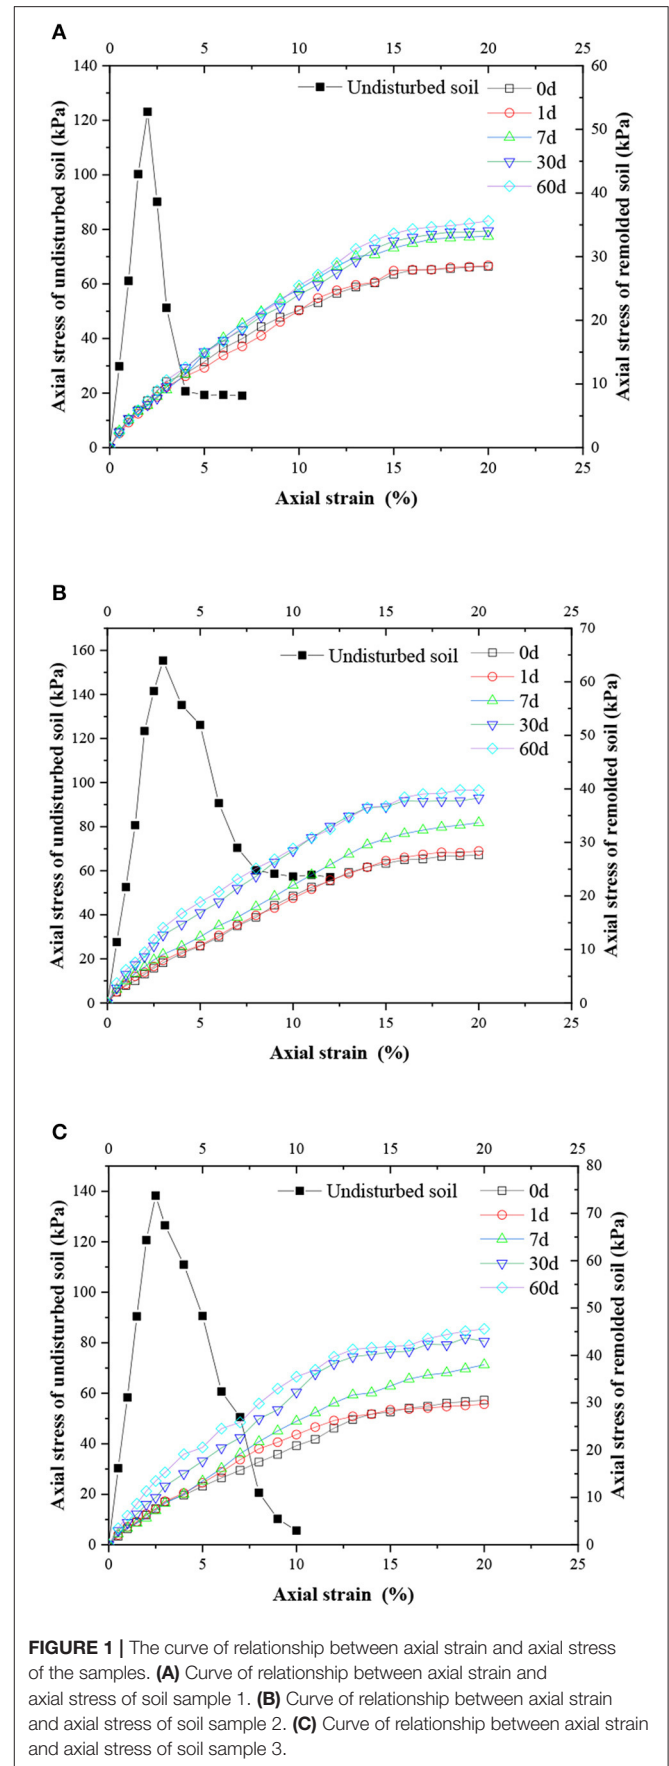 A
0 5 10 15 20 25
140 60
Undisturbed soil 0d
1d
7d
30d
60d
120 50
100 40
80
60 30
40 20
20 10
0 0
Axial stress of undisturbed soil (kPa)
Axial stress of remolded soil (kPa)
0 5 10 15 20 25
Axial strain (%)
B
0 5 10 15 20 25
70
160
Undisturbed soil 0d
1d
7d
30d
60d
140 60
120 50
100 40
80
60 30
40 20
20 10
0 0
Axial stress of undisturbed soil (kPa)
Axial stress of remolded soil (kPa)
0 5 10 15 20 25
Axial strain (%)
C
0 5 10 15 20 25
80
140
Undisturbed soil 0d
1d
7d
30d
60d
120 70
100 60
80 50
60 40
40 30
20 20
10
0 0
Axial stress of undisturbed soil (kPa)
Axial stress of remolded soil (kPa)
0 5 10 15 20 25
Axial strain (%)
FIGURE 1 | The curve of relationship between axial strain and axial stress
of the samples. (A) Curve of relationship between axial strain and
axial stress of soil sample 1. (B) Curve of relationship between axial strain
and axial stress of soil sample 2. (C) Curve of relationship between axial strain
and axial stress of soil sample 3.